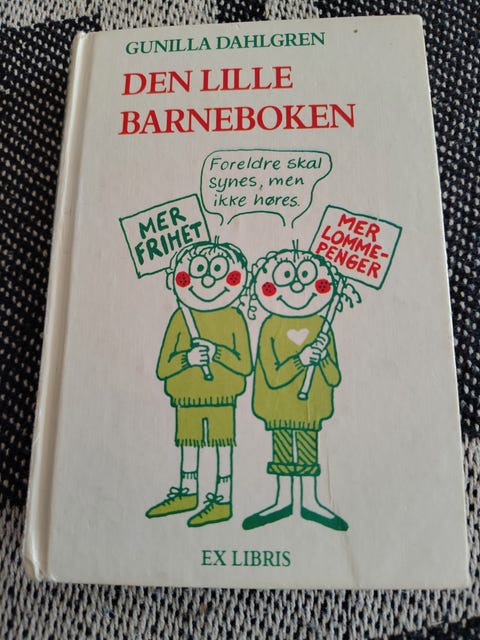 GUNILLA DAHLGREN
DEN LILLE
BARNEBOKEN
Foreldre skal
synes, men
ikke høres.
MER
FRIHET
MER
LOMME-
PENGER
EX LIBRIS